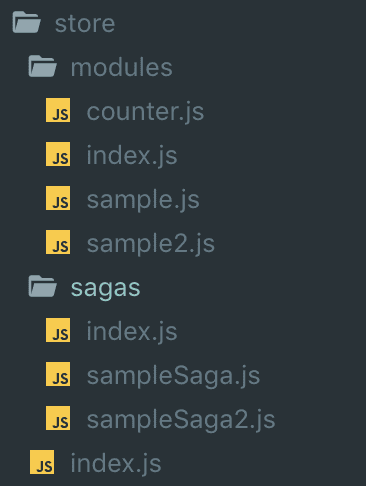 store
modules
JS counter.js
JS index.js
JS sample.js
JS sample2.js
sagas
JS index.js
JS sampleSaga.js
JS sampleSaga2.js
JS index.js